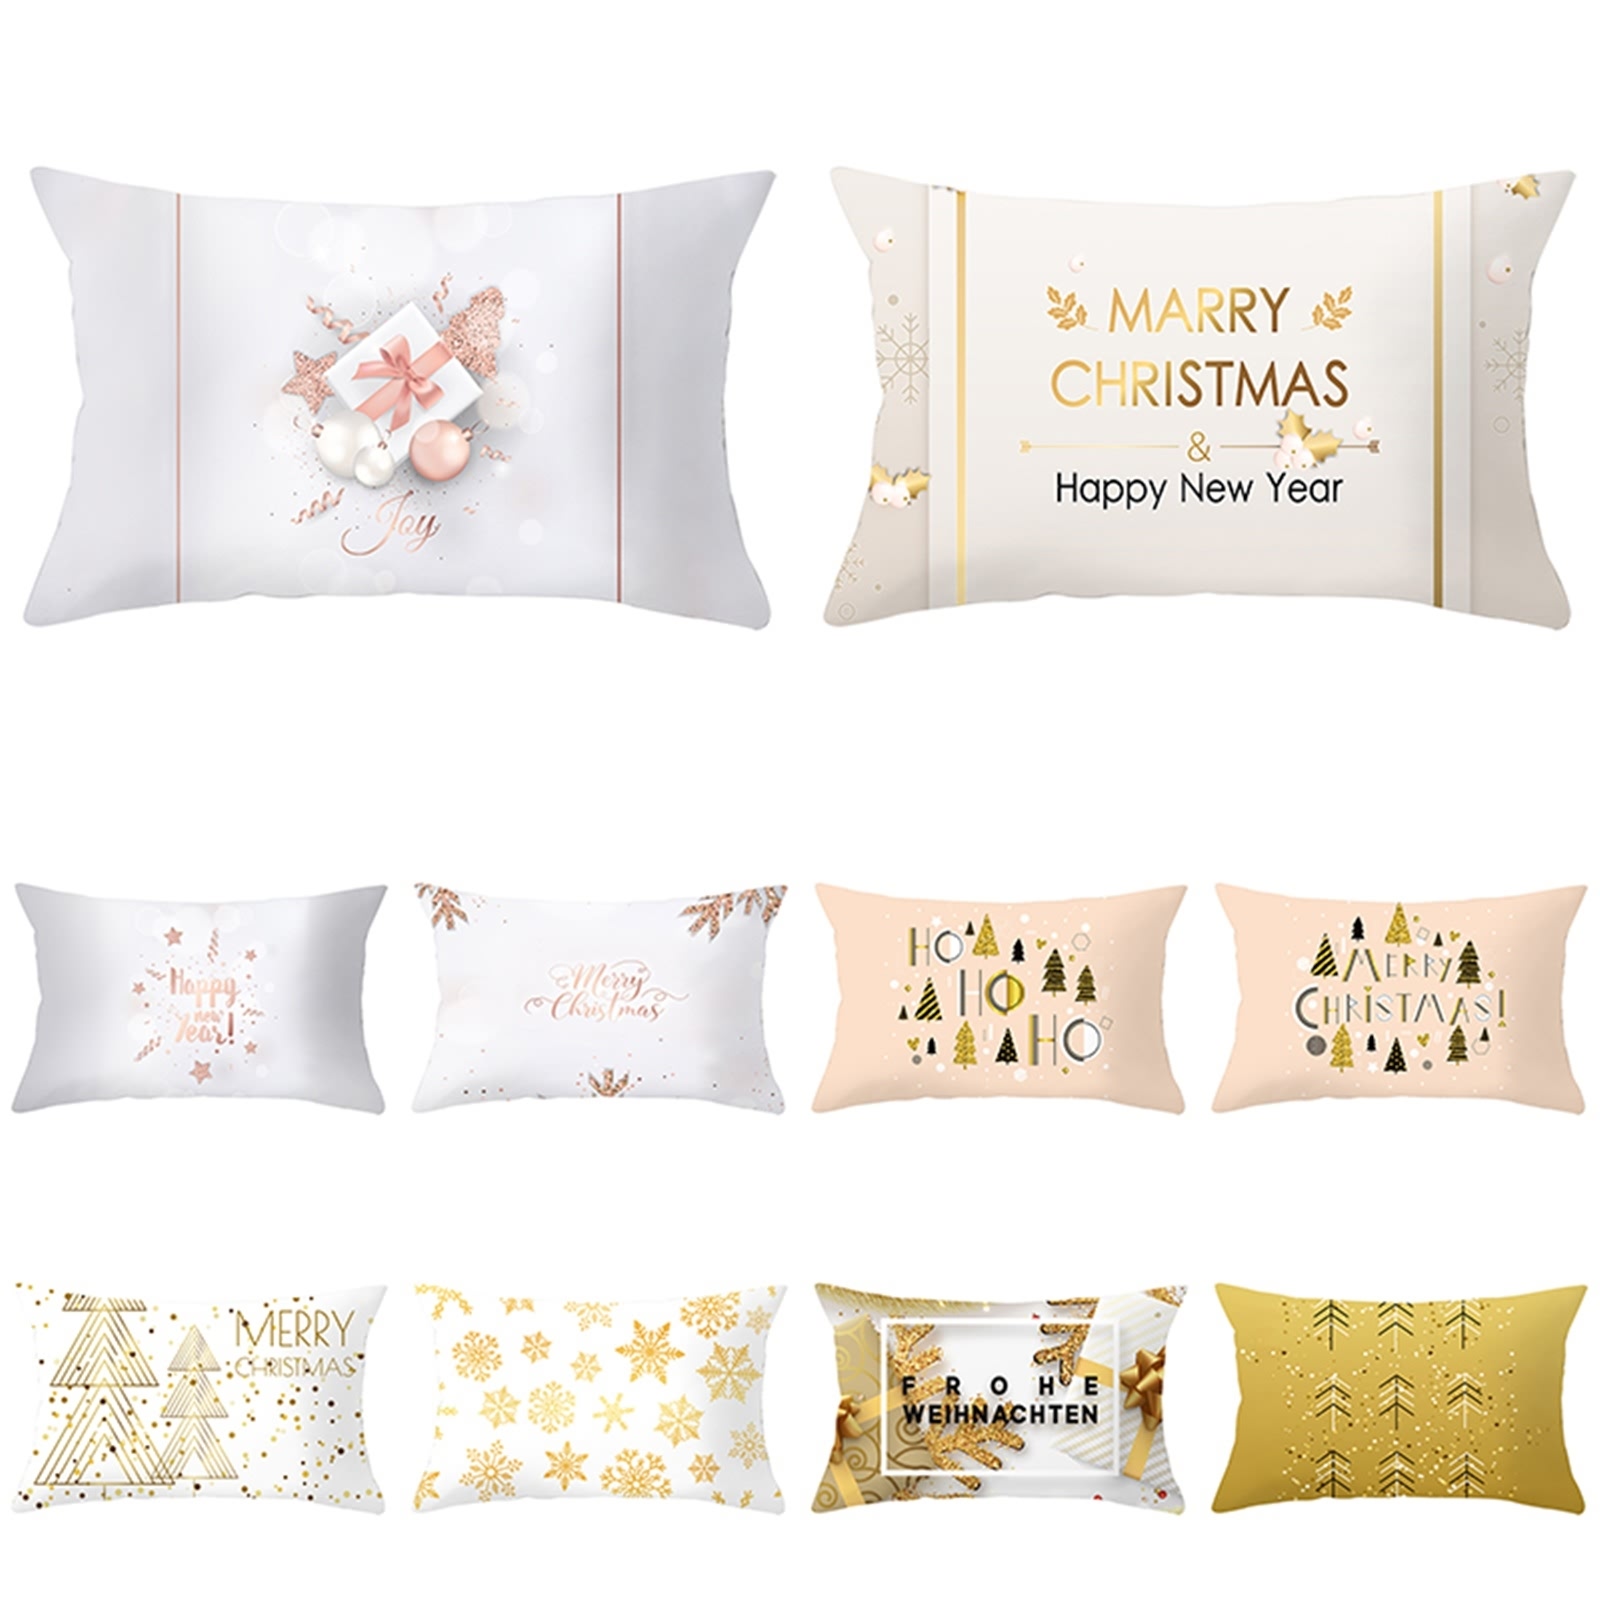 Joy
MARRY
CHRISTMAS
&
Happy New Year
Happy
new
Year!
Merry
Christmas
HO
HO
HO
MERRY
CHRISTMAS!
MERRY
CHRISTMAS
FROHE
WEIHNACHTEN